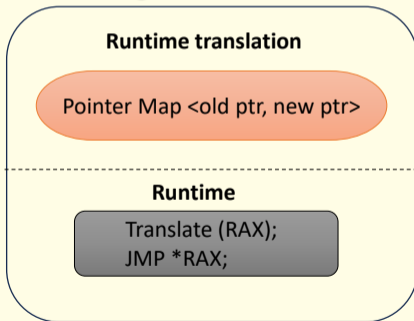 Runtime translation
Pointer Map <old ptr, new ptr>
Runtime
Translate (RAX);
JMP *RAX;